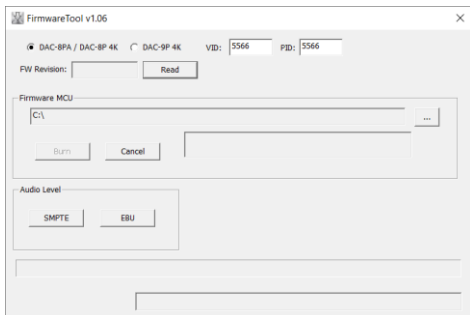 FirmwareTool v1.06
DAC-8PA / DAC-8P 4K DAC-9P 4K VID: 5566 PID: 5566
FW Revision: Read
Firmware MCU
C:\ ...
Burn Cancel
Audio Level
SMPTE EBU